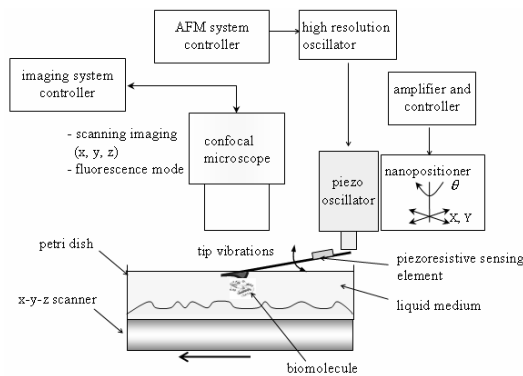 AFM system
controller
high resolution
oscillator
imaging system
controller
amplifier and
controller
- scanning imaging
(x, y, z)
- fluorescence mode
confocal
microscope
piezo
oscillator
nanopositioner
θ
X, Y
petri dish
tip vibrations
piezoresistive sensing
element
x-y-z scanner
liquid medium
biomolecule